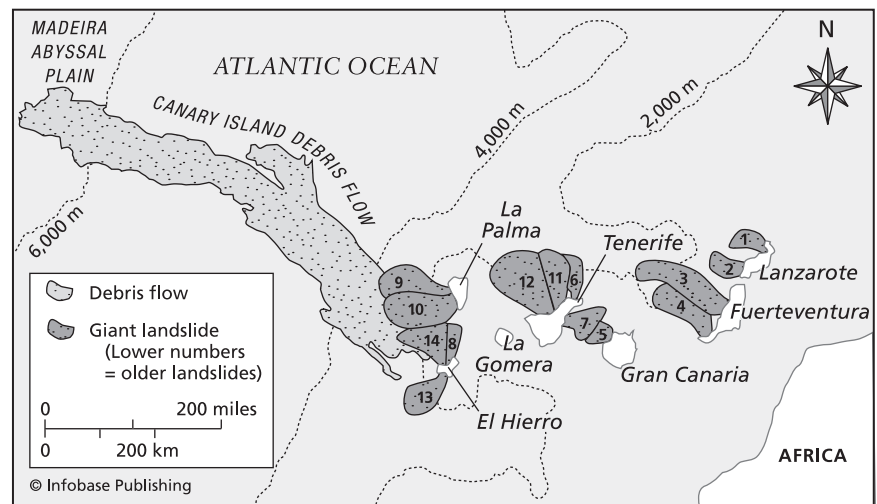 MADEIRA
ABYSSAL
PLAIN
ATLANTIC OCEAN
N
CANARY ISLAND DEBRIS FLOW
4,000 m
2,000 m
6,000 m
La
Palma
Tenerife
Lanzarote
Fuerteventura
La
Gomera
Gran Canaria
El Hierro
AFRICA
1
2
3
4
5
6
7
8
9
10
11
12
13
14
Debris flow
Giant landslide
(Lower numbers
= older landslides)
0 200 miles
0 200 km
© Infobase Publishing